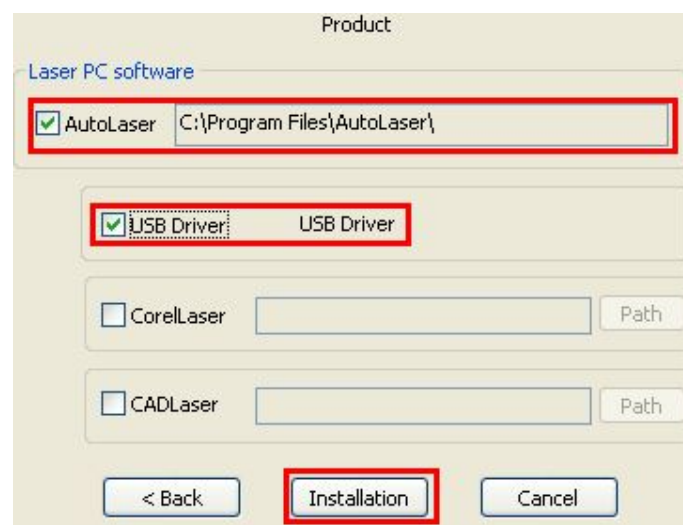 Product
Laser PC software
AutoLaser C:\Program Files\AutoLaser\
USB Driver USB Driver
CorelLaser Path
CADLaser Path
< Back Installation Cancel